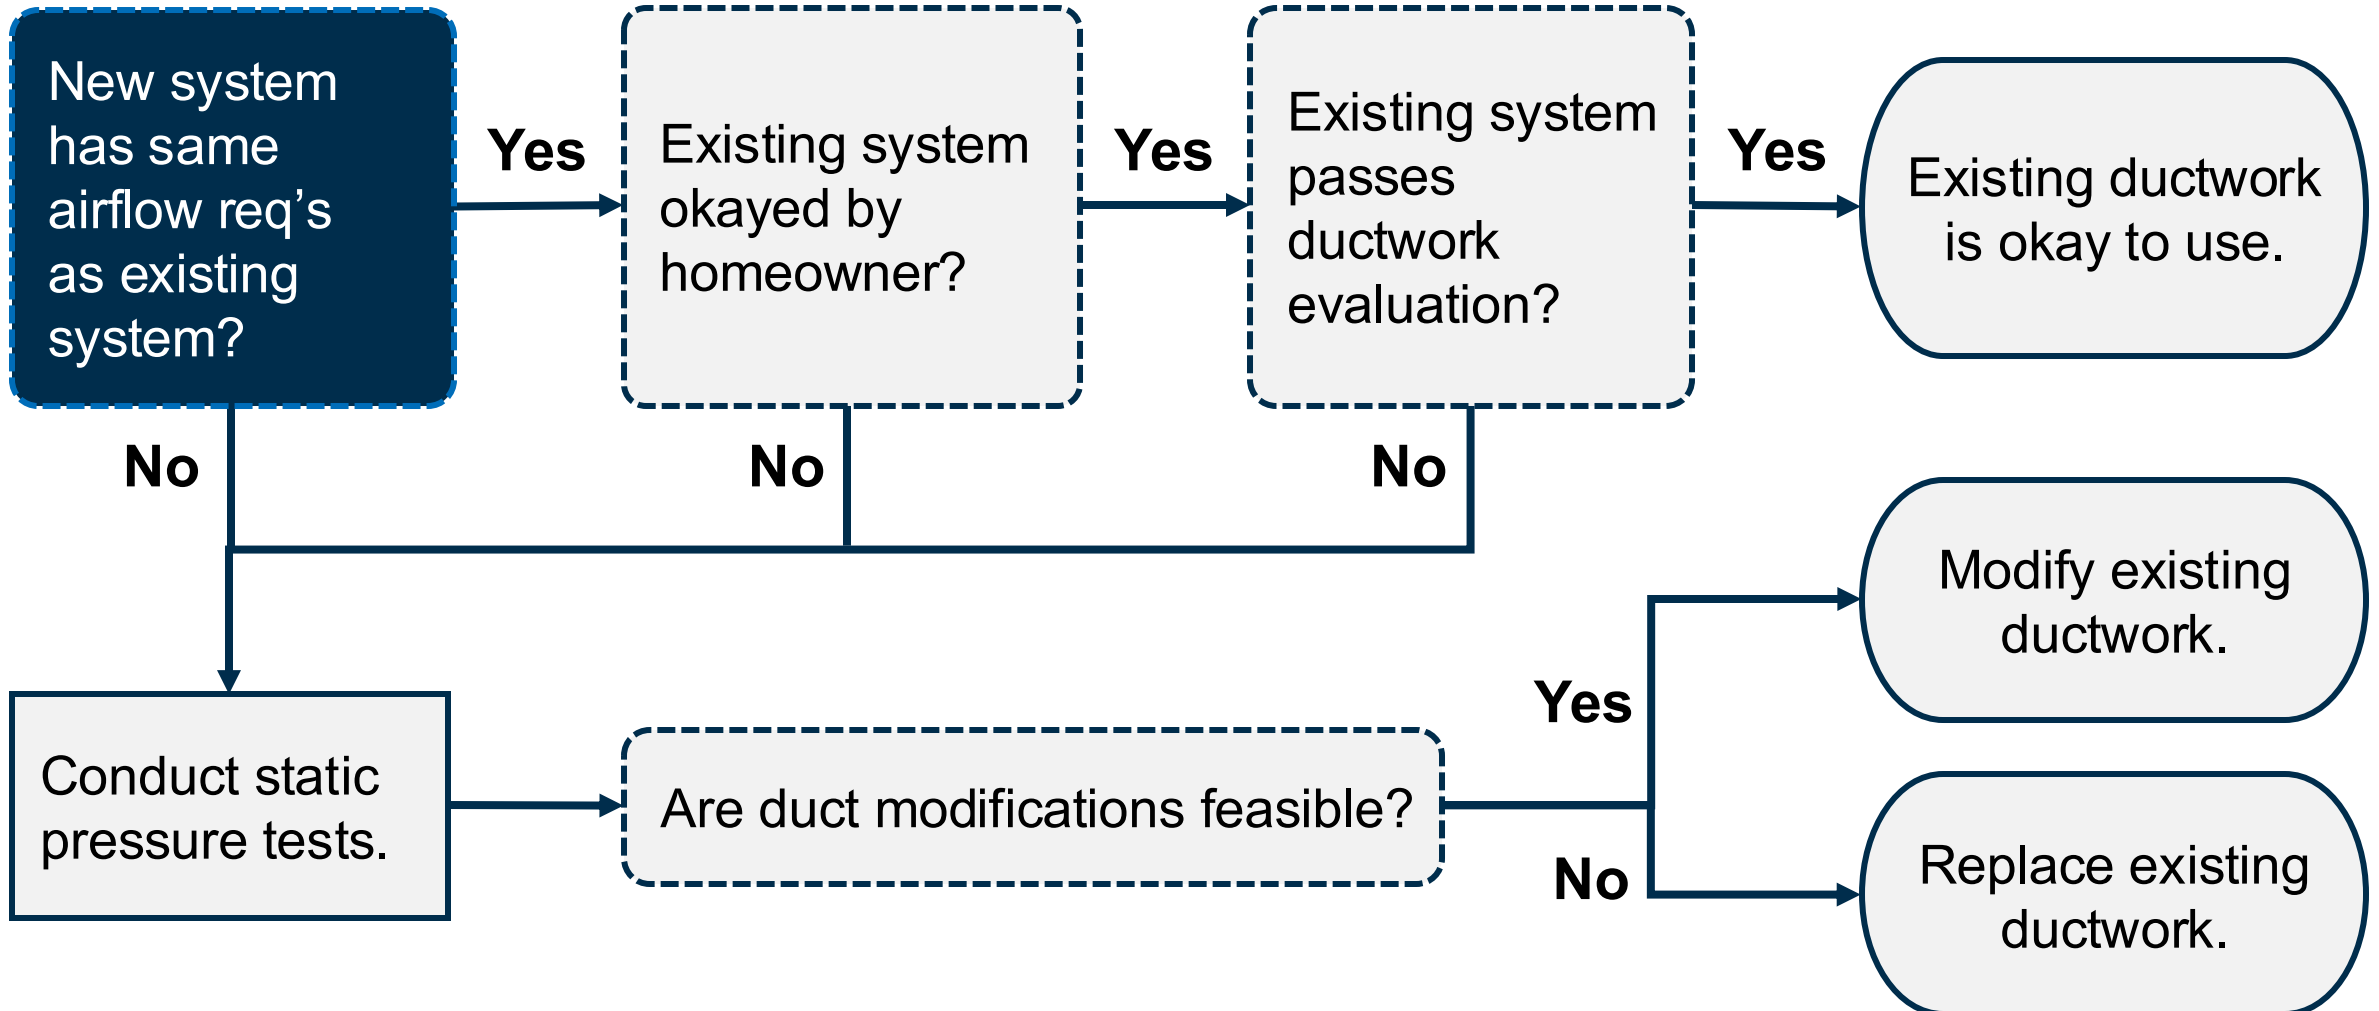 New system
has same
airflow req’s
as existing
system?
Yes
Existing system
okayed by
homeowner?
Yes
Existing system
passes
ductwork
evaluation?
Yes
Existing ductwork
is okay to use.
No
No
No
Conduct static
pressure tests.
Are duct modifications feasible?
Yes
Modify existing
ductwork.
No
Replace existing
ductwork.